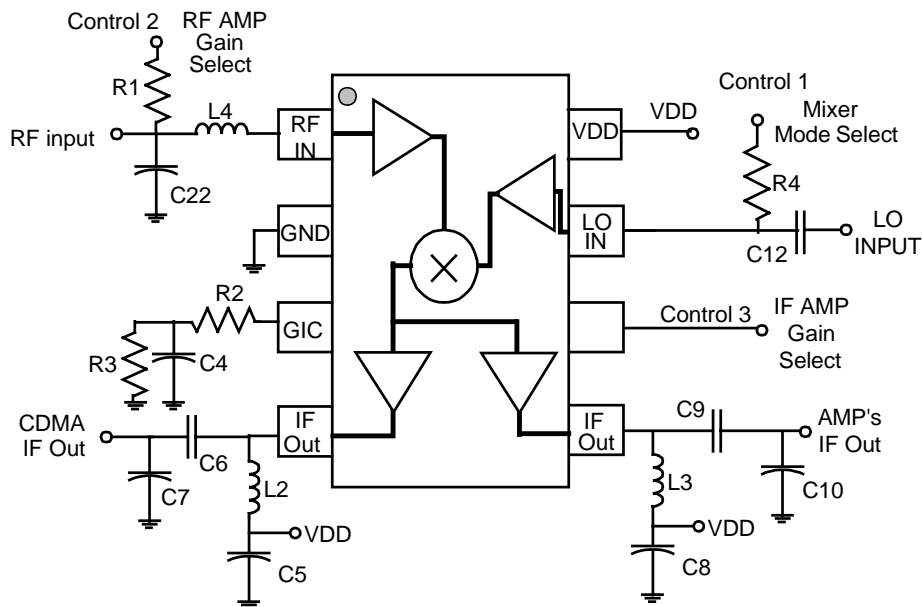 Control 2
RF AMP
Gain
Select
R1
L4
RF input
C22
RF
IN
VDD
VDD
Control 1
Mixer
Mode Select
R4
GND
LO
IN
C12
LO
INPUT
R2
GIC
R3
C4
Control 3
IF AMP
Gain
Select
CDMA
IF Out
C6
C7
IF
Out
L2
VDD
C5
IF
Out
C9
AMP's
IF Out
L3
C10
VDD
C8